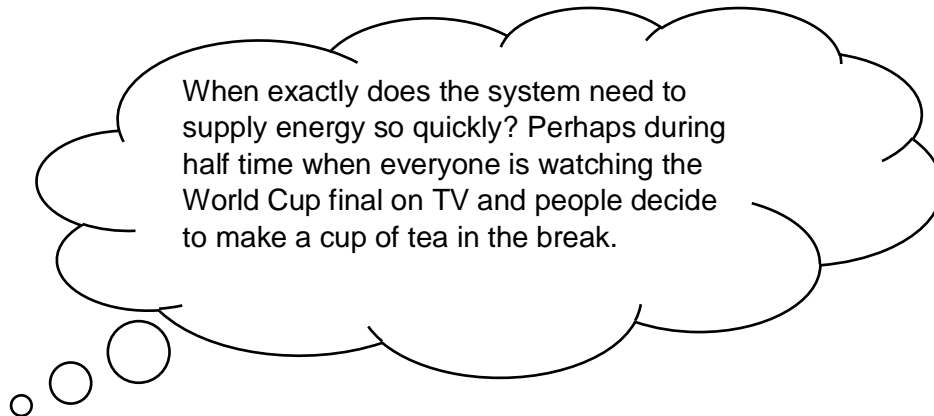 When exactly does the system need to
supply energy so quickly? Perhaps during
half time when everyone is watching the
World Cup final on TV and people decide
to make a cup of tea in the break.